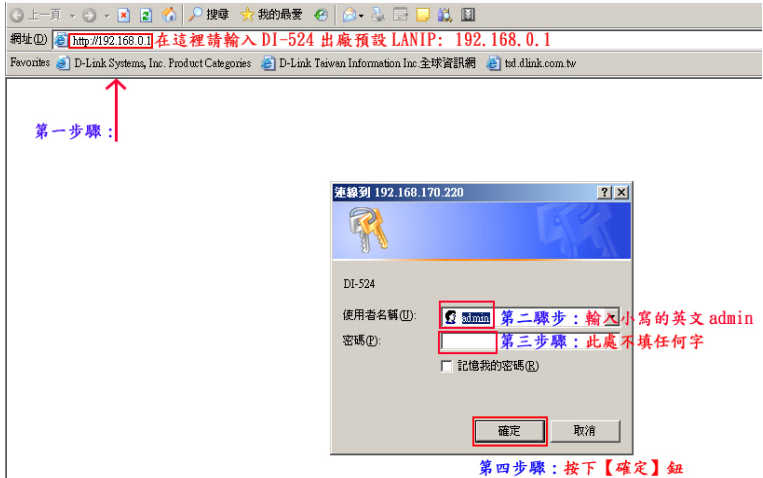 上一頁 搜尋 我的最愛
網址(D) http://192.168.0.1 在這裡請輸入 DI-524 出廠預設 LANIP: 192.168.0.1
Favorites D-Link Systems, Inc. Product Categories D-Link Taiwan Information Inc.全球資訊網 tsd.dlink.com.tw
第一步驟：
連線到 192.168.170.220
DI-524
使用者名稱(U): admin 第二驟步：輸入小寫的英文 admin
密碼(P): 第三步驟：此處不填任何字
記憶我的密碼(R)
確定 取消
第四步驟：按下【確定】鈕